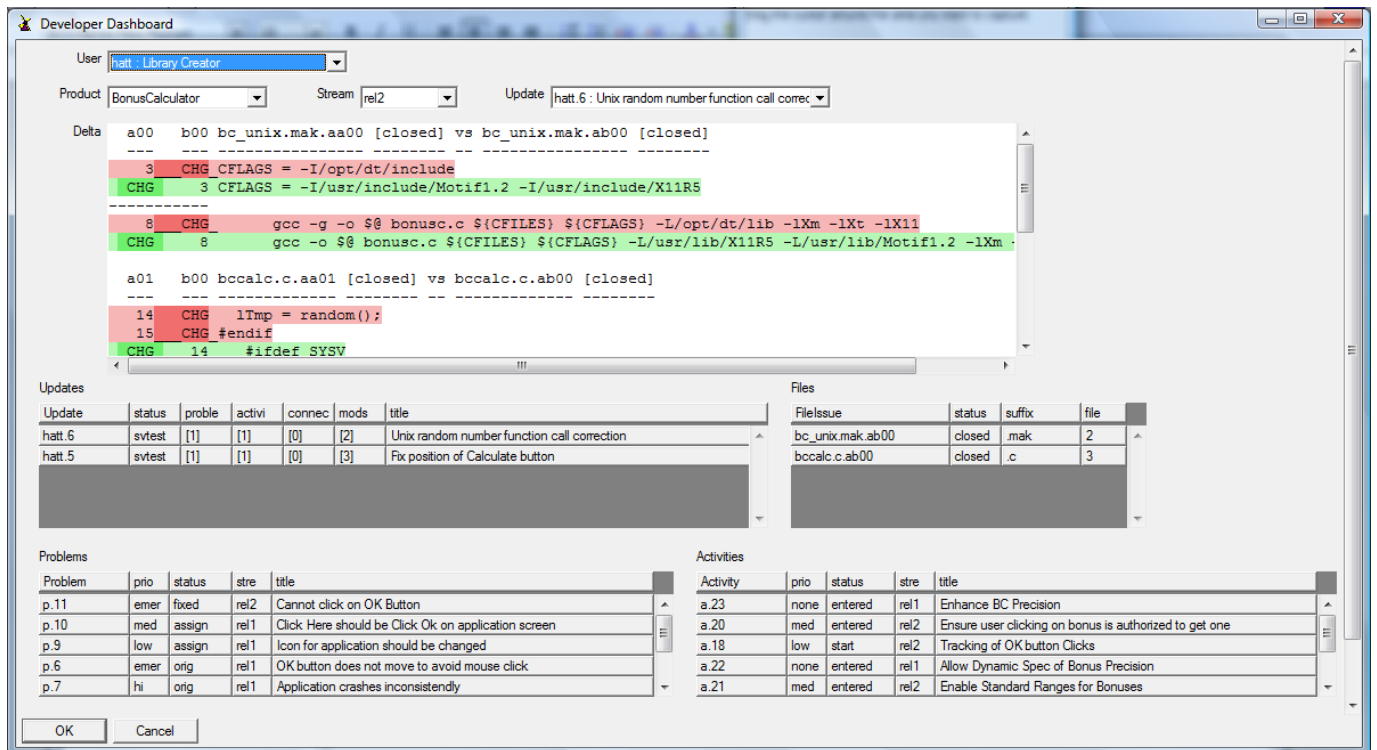 Developer Dashboard
User hatt : Library Creator
Product BonusCalculator Stream rel2 Update hatt.6 : Unix random number function call correc
Delta
a00 b00 bc_unix.mak.aa00 [closed] vs bc_unix.mak.ab00 [closed]
--- --- ---------------- -------- -- ---------------- --------
3 CHG CFLAGS = -I/opt/dt/include
CHG 3 CFLAGS = -I/usr/include/Motif1.2 -I/usr/include/X11R5
-----------
8 CHG gcc -g -o $@ bonusc.c ${CFILES} ${CFLAGS} -L/opt/dt/lib -lXm -lXt -lX11
CHG 8 gcc -o $@ bonusc.c ${CFILES} ${CFLAGS} -L/usr/lib/X11R5 -L/usr/lib/Motif1.2 -lXm -
a01 b00 bccalc.c.aa01 [closed] vs bccalc.c.ab00 [closed]
--- --- ------------- -------- -- ------------- --------
14 CHG lTmp = random();
15 CHG #endif
CHG 14 #ifdef SYSV
Updates
Update status proble activi connec mods title
hatt.6 svtest [1] [1] [0] [2] Unix random number function call correction
hatt.5 svtest [1] [1] [0] [3] Fix position of Calculate button
Files
FileIssue status suffix file
bc_unix.mak.ab00 closed .mak 2
bccalc.c.ab00 closed .c 3
Problems
Problem prio status stre title
p.11 emer fixed rel2 Cannot click on OK Button
p.10 med assign rel1 Click Here should be Click Ok on application screen
p.9 low assign rel1 Icon for application should be changed
p.6 emer orig rel1 OK button does not move to avoid mouse click
p.7 hi orig rel1 Application crashes inconsistendly
Activities
Activity prio status stre title
a.23 none entered rel1 Enhance BC Precision
a.20 med entered rel2 Ensure user clicking on bonus is authorized to get one
a.18 low start rel2 Tracking of OK button Clicks
a.22 none entered rel1 Allow Dynamic Spec of Bonus Precision
a.21 med entered rel2 Enable Standard Ranges for Bonuses
OK Cancel